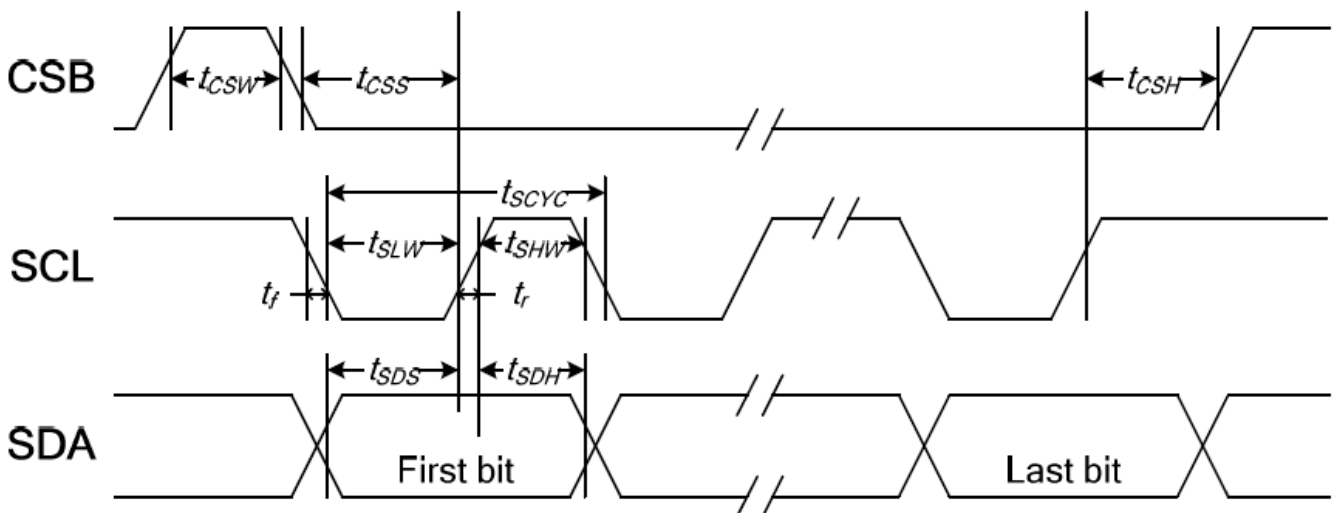 CSB
tCSW
tCSS
tCSH
tSCYC
SCL
tSLW
tSHW
tf
tr
tSDS
tSDH
SDA
First bit
Last bit